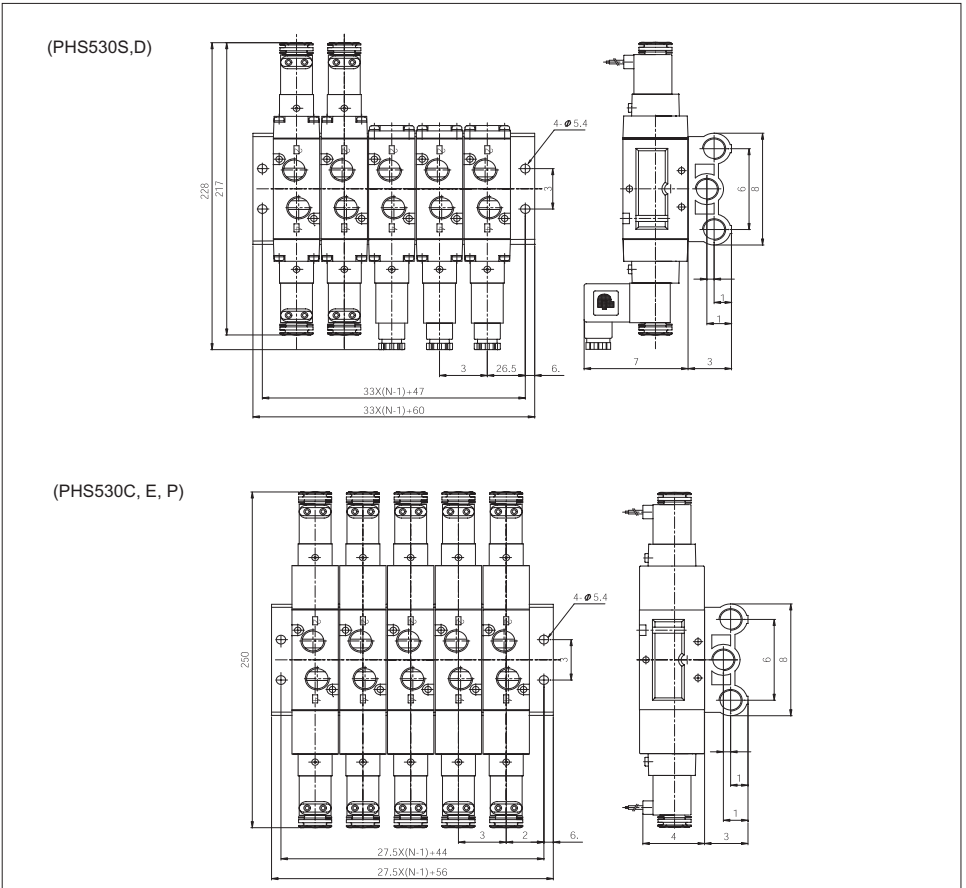 (PHS530S,D)
4-Φ5.4
228
217
3
6
8
1
1
3
26.5
6.
7
3
33X(N-1)+47
33X(N-1)+60
(PHS530C, E, P)
4-Φ5.4
250
3
6
8
1
1
3
2
6.
4
3
27.5X(N-1)+44
27.5X(N-1)+56